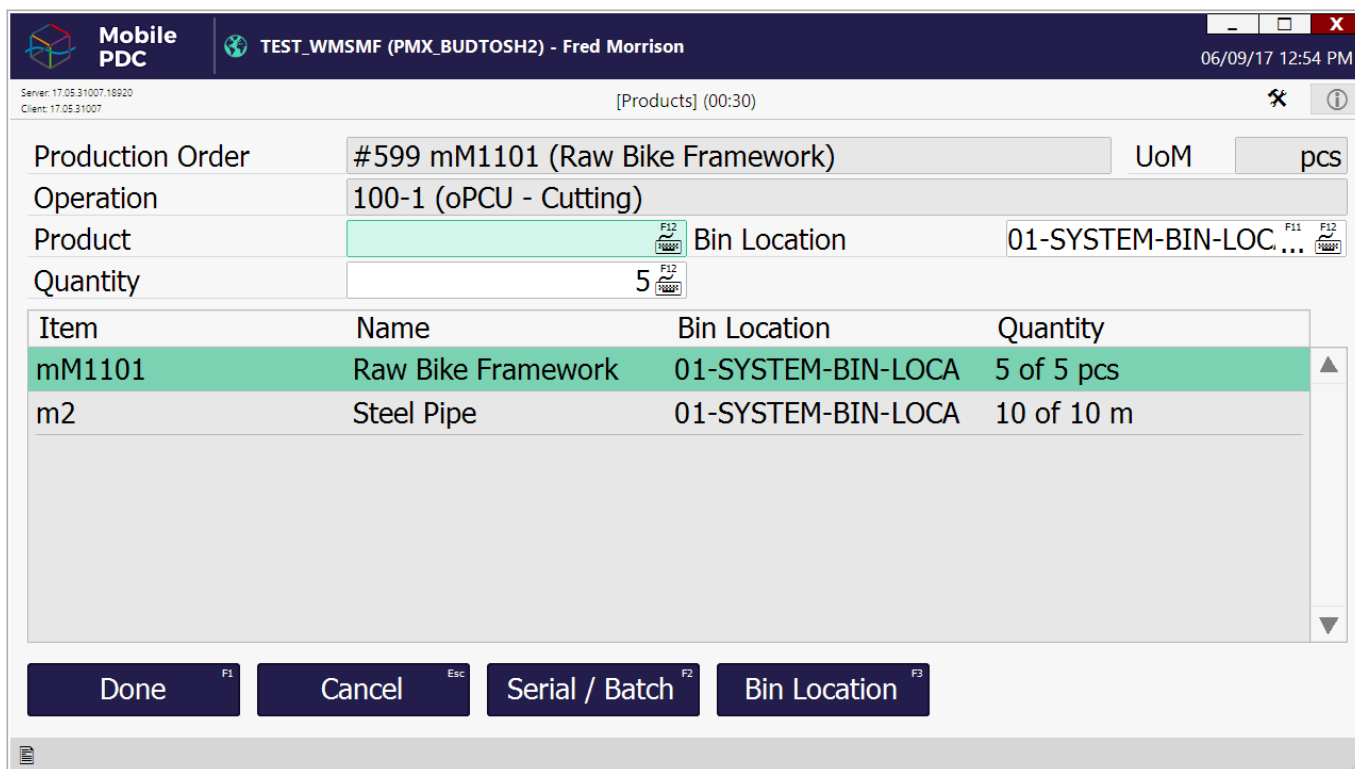 Mobile PDC
TEST_WMSMF (PMX_BUDTOSH2) - Fred Morrison
X
06/09/17 12:54 PM
Server: 17.05.31007.18920
Client: 17.05.31007
[Products] (00:30)
Production Order #599 mM1101 (Raw Bike Framework) UoM pcs
Operation 100-1 (oPCU - Cutting)
Product F12 Bin Location 01-SYSTEM-BIN-LOC. F11 ... F12
Quantity 5 F12
Item Name Bin Location Quantity
mM1101 Raw Bike Framework 01-SYSTEM-BIN-LOCA 5 of 5 pcs
m2 Steel Pipe 01-SYSTEM-BIN-LOCA 10 of 10 m
Done F1 Cancel Esc Serial / Batch F2 Bin Location F3